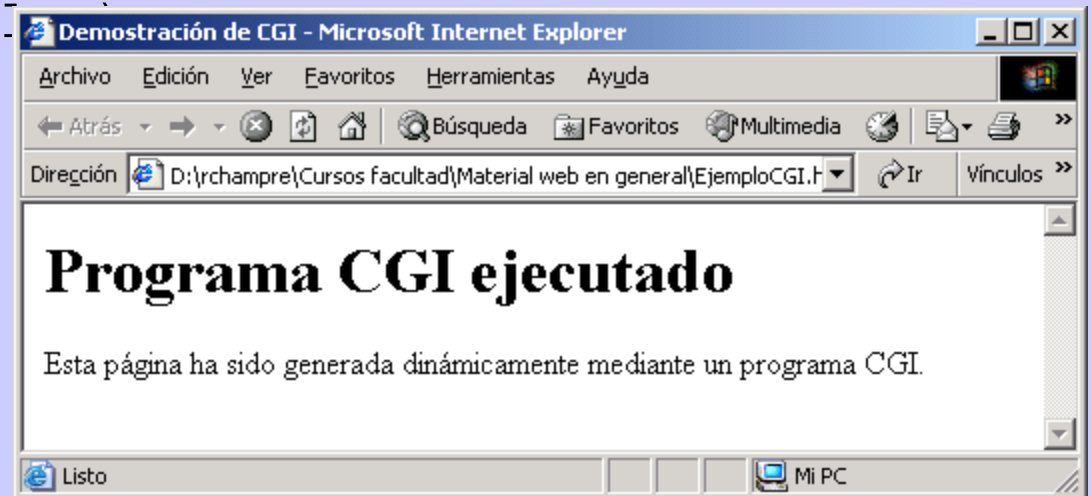 Demostración de CGI - Microsoft Internet Explorer
Archivo Edición Ver Favoritos Herramientas Ayuda
Atrás Búsqueda Favoritos Multimedia »
Dirección D:\rchampre\Cursos facultad\Material web en general\EjemploCGI.h Ir Vínculos »
Programa CGI ejecutado
Esta página ha sido generada dinámicamente mediante un programa CGI.
Listo Mi PC